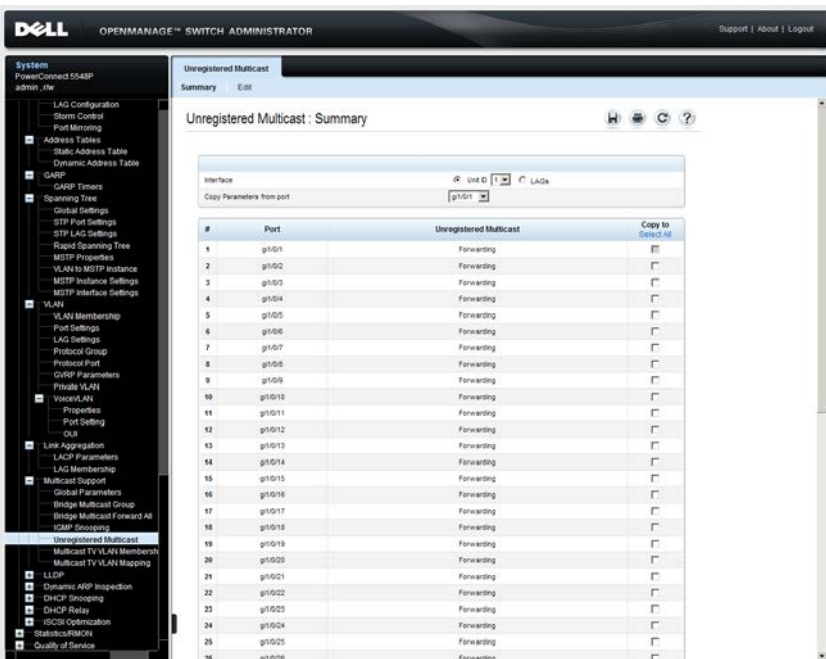 DELL OPENMANAGE™ SWITCH ADMINISTRATOR Support | About | Logout
System
PowerConnect 5548P
admin , r/w
LAG Configuration
Storm Control
Port Mirroring
Address Tables
Static Address Table
Dynamic Address Table
GARP
GARP Timers
Spanning Tree
Global Settings
STP Port Settings
STP LAG Settings
Rapid Spanning Tree
MSTP Properties
VLAN to MSTP Instance
MSTP Instance Settings
MSTP Interface Settings
VLAN
VLAN Membership
Port Settings
LAG Settings
Protocol Group
Protocol Port
GVRP Parameters
Private VLAN
VoiceVLAN
Properties
Port Setting
OUI
Link Aggregation
LACP Parameters
LAG Membership
Multicast Support
Global Parameters
Bridge Multicast Group
Bridge Multicast Forward All
IGMP Snooping
Unregistered Multicast
Multicast TV VLAN Membersh
Multicast TV VLAN Mapping
LLDP
Dynamic ARP Inspection
DHCP Snooping
DHCP Relay
iSCSI Optimization
Statistics/RMON
Quality of Service
Unregistered Multicast
Summary Edit
Unregistered Multicast : Summary
Interface Unit ID 1 LAGs
Copy Parameters from port gi1/0/1
# Port Unregistered Multicast Copy to
Select All
1 gi1/0/1 Forwarding
2 gi1/0/2 Forwarding
3 gi1/0/3 Forwarding
4 gi1/0/4 Forwarding
5 gi1/0/5 Forwarding
6 gi1/0/6 Forwarding
7 gi1/0/7 Forwarding
8 gi1/0/8 Forwarding
9 gi1/0/9 Forwarding
10 gi1/0/10 Forwarding
11 gi1/0/11 Forwarding
12 gi1/0/12 Forwarding
13 gi1/0/13 Forwarding
14 gi1/0/14 Forwarding
15 gi1/0/15 Forwarding
16 gi1/0/16 Forwarding
17 gi1/0/17 Forwarding
18 gi1/0/18 Forwarding
19 gi1/0/19 Forwarding
20 gi1/0/20 Forwarding
21 gi1/0/21 Forwarding
22 gi1/0/22 Forwarding
23 gi1/0/23 Forwarding
24 gi1/0/24 Forwarding
25 gi1/0/25 Forwarding
26 gi1/0/26 Forwarding